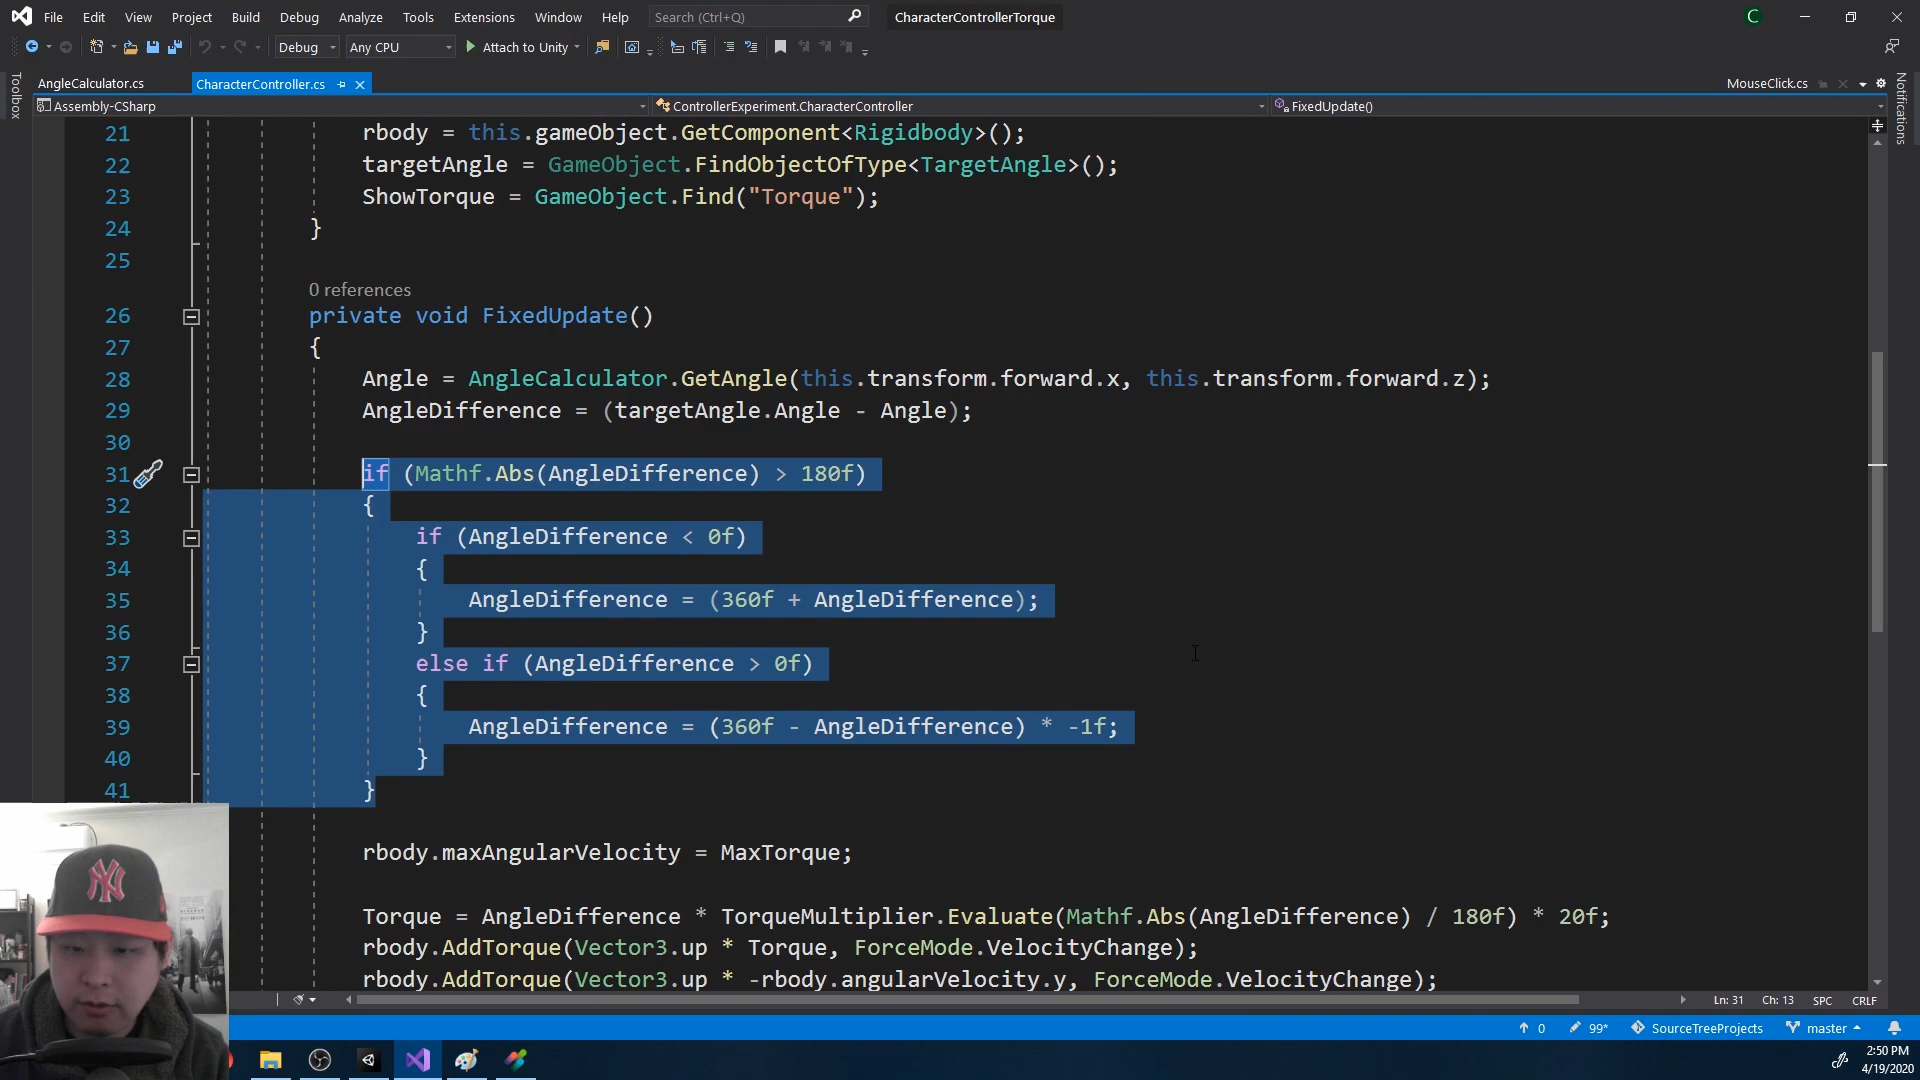 File Edit View Project Build Debug Analyze Tools Extensions Window Help Search (Ctrl+Q) CharacterControllerTorque C
Debug Any CPU Attach to Unity
AngleCalculator.cs CharacterController.cs MouseClick.cs
Toolbox
Notifications
Assembly-CSharp ControllerExperiment.CharacterController FixedUpdate()
21 rbody = this.gameObject.GetComponent<Rigidbody>();
22 targetAngle = GameObject.FindObjectOfType<TargetAngle>();
23 ShowTorque = GameObject.Find("Torque");
24 }
25
0 references
26 private void FixedUpdate()
27 {
28 Angle = AngleCalculator.GetAngle(this.transform.forward.x, this.transform.forward.z);
29 AngleDifference = (targetAngle.Angle - Angle);
30
31 if (Mathf.Abs(AngleDifference) > 180f)
32 {
33 if (AngleDifference < 0f)
34 {
35 AngleDifference = (360f + AngleDifference);
36 }
37 else if (AngleDifference > 0f)
38 {
39 AngleDifference = (360f - AngleDifference) * -1f;
40 }
41 }
rbody.maxAngularVelocity = MaxTorque;
Torque = AngleDifference * TorqueMultiplier.Evaluate(Mathf.Abs(AngleDifference) / 180f) * 20f;
rbody.AddTorque(Vector3.up * Torque, ForceMode.VelocityChange);
rbody.AddTorque(Vector3.up * -rbody.angularVelocity.y, ForceMode.VelocityChange);
Ln: 31 Ch: 13 SPC CRLF
0 99* SourceTreeProjects master
2:50 PM
4/19/2020